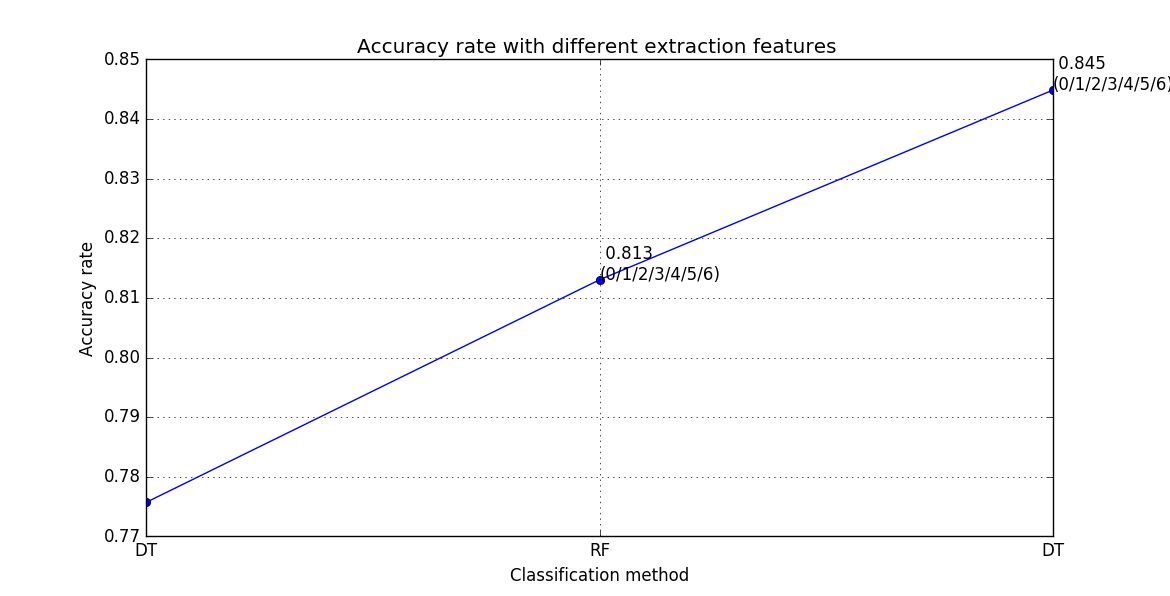 Accuracy rate with different extraction features
0.85
0.84
0.83
0.82
0.81
0.80
0.79
0.78
0.77
Accuracy rate
0.813
(0/1/2/3/4/5/6)
0.845
(0/1/2/3/4/5/6)
DT
RF
DT
Classification method